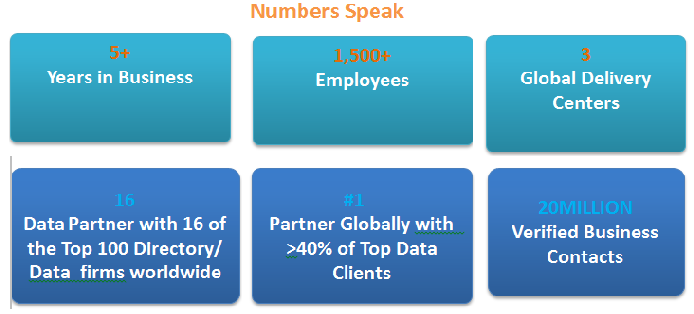 Numbers Speak
5+
Years in Business
1,500+
Employees
3
Global Delivery
Centers
16
Data Partner with 16 of
the Top 100 DIrectory/
Data firms worldwide
#1
Partner Globally with
>40% of Top Data
Clients
20MILLION
Verified Business
Contacts